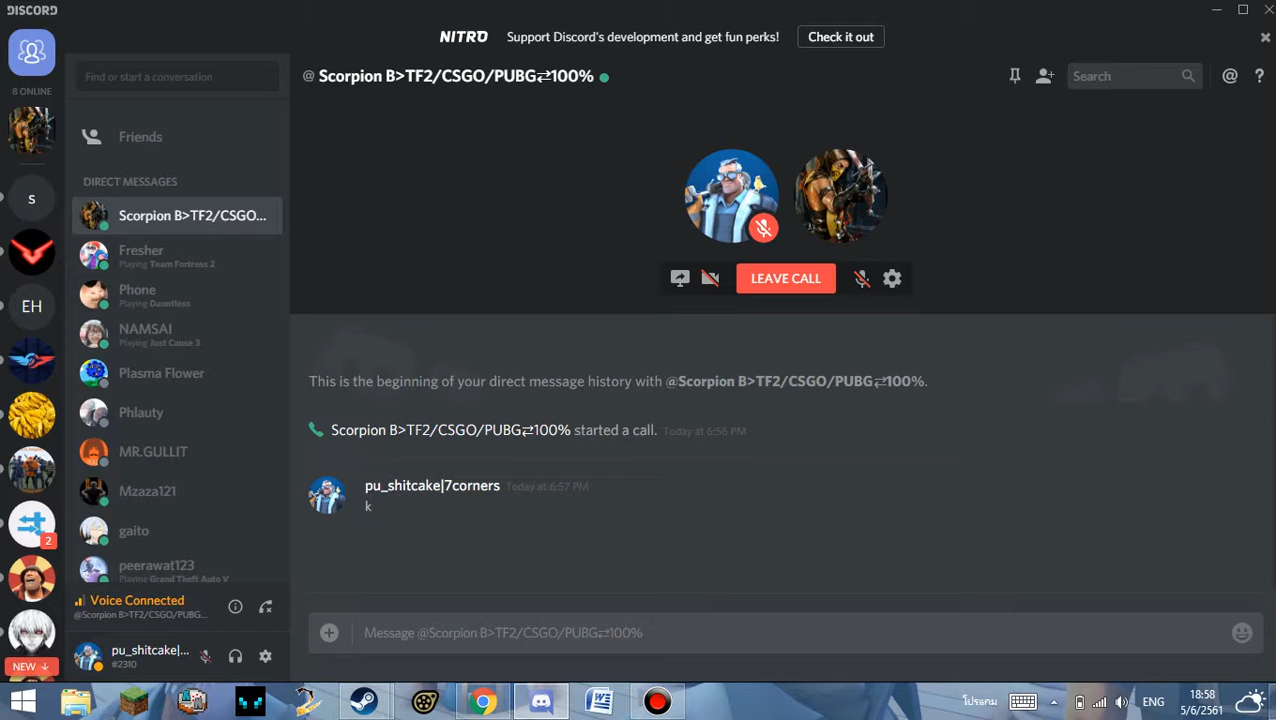 DISCORD
NITRO Support Discord's development and get fun perks! Check it out
8 ONLINE
Find or start a conversation
@ Scorpion B>TF2/CSGO/PUBG⇄100%
Search
@ ?
Friends
DIRECT MESSAGES
S
Scorpion B>TF2/CSGO...
Fresher
Playing Team Fortress 2
Phone
Playing Dauntless
EH
NAMSAI
Playing Just Cause 3
Plasma Flower
Phlauty
MR.GULLIT
Mzaza121
gaito
peerawat123
Playing Grand Theft Auto V
2
LEAVE CALL
This is the beginning of your direct message history with @Scorpion B>TF2/CSGO/PUBG⇄100%.
Scorpion B>TF2/CSGO/PUBG⇄100% started a call. Today at 6:56 PM
pu_shitcake|7corners Today at 6:57 PM
k
Voice Connected
@Scorpion B>TF2/CSGO/PUBG...
Message @Scorpion B>TF2/CSGO/PUBG⇄100%
pu_shitcake|...
#2310
NEW ↓
โปรแกม
ENG
18:58
5/6/2561